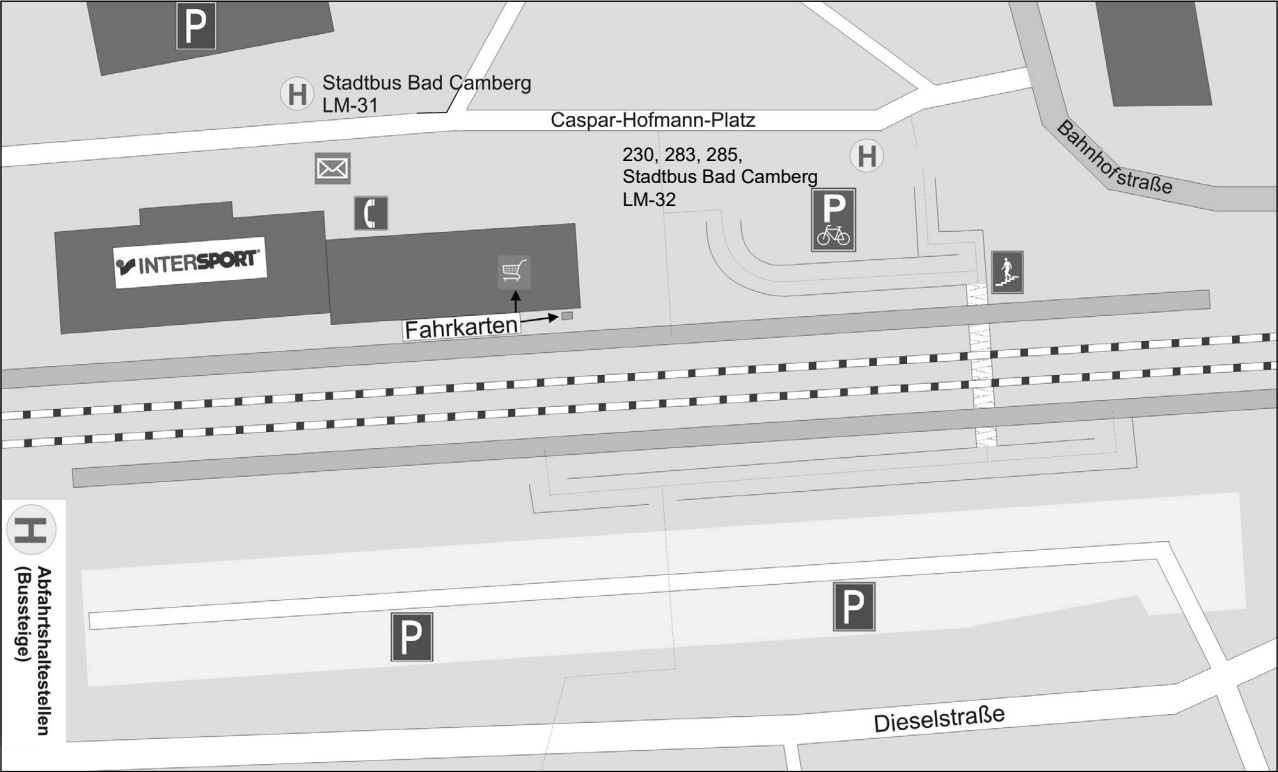 P
H
Stadtbus Bad Camberg
LM-31
Caspar-Hofmann-Platz
230, 283, 285,
Stadtbus Bad Camberg
LM-32
H
P
Bahnhofstraße
INTERSPORT
Fahrkarten
H
Abfahrtshaltestellen
(Bussteige)
P
P
Dieselstraße